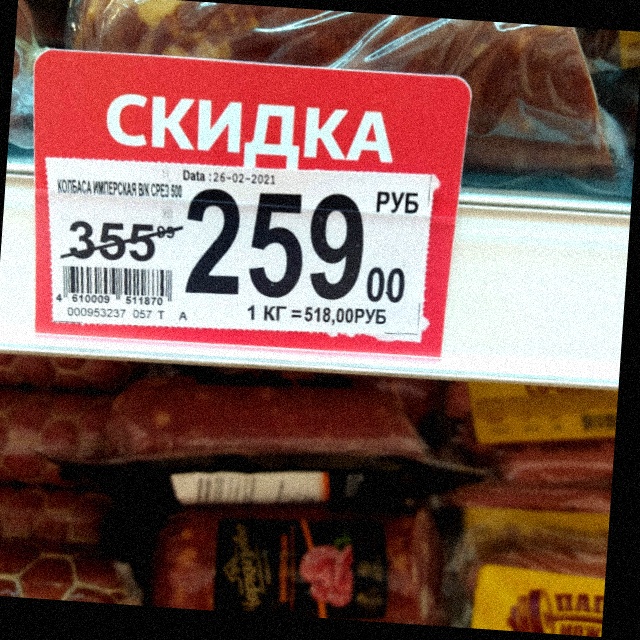 СКИДКА
Data : 26-02-2021
КОЛБАСА ИМПЕРСКАЯ В/К СРЕЗ 500
РУБ
355
259 00
4 610009 511870
000953237 057 Т А
1 КГ = 518,00РУБ